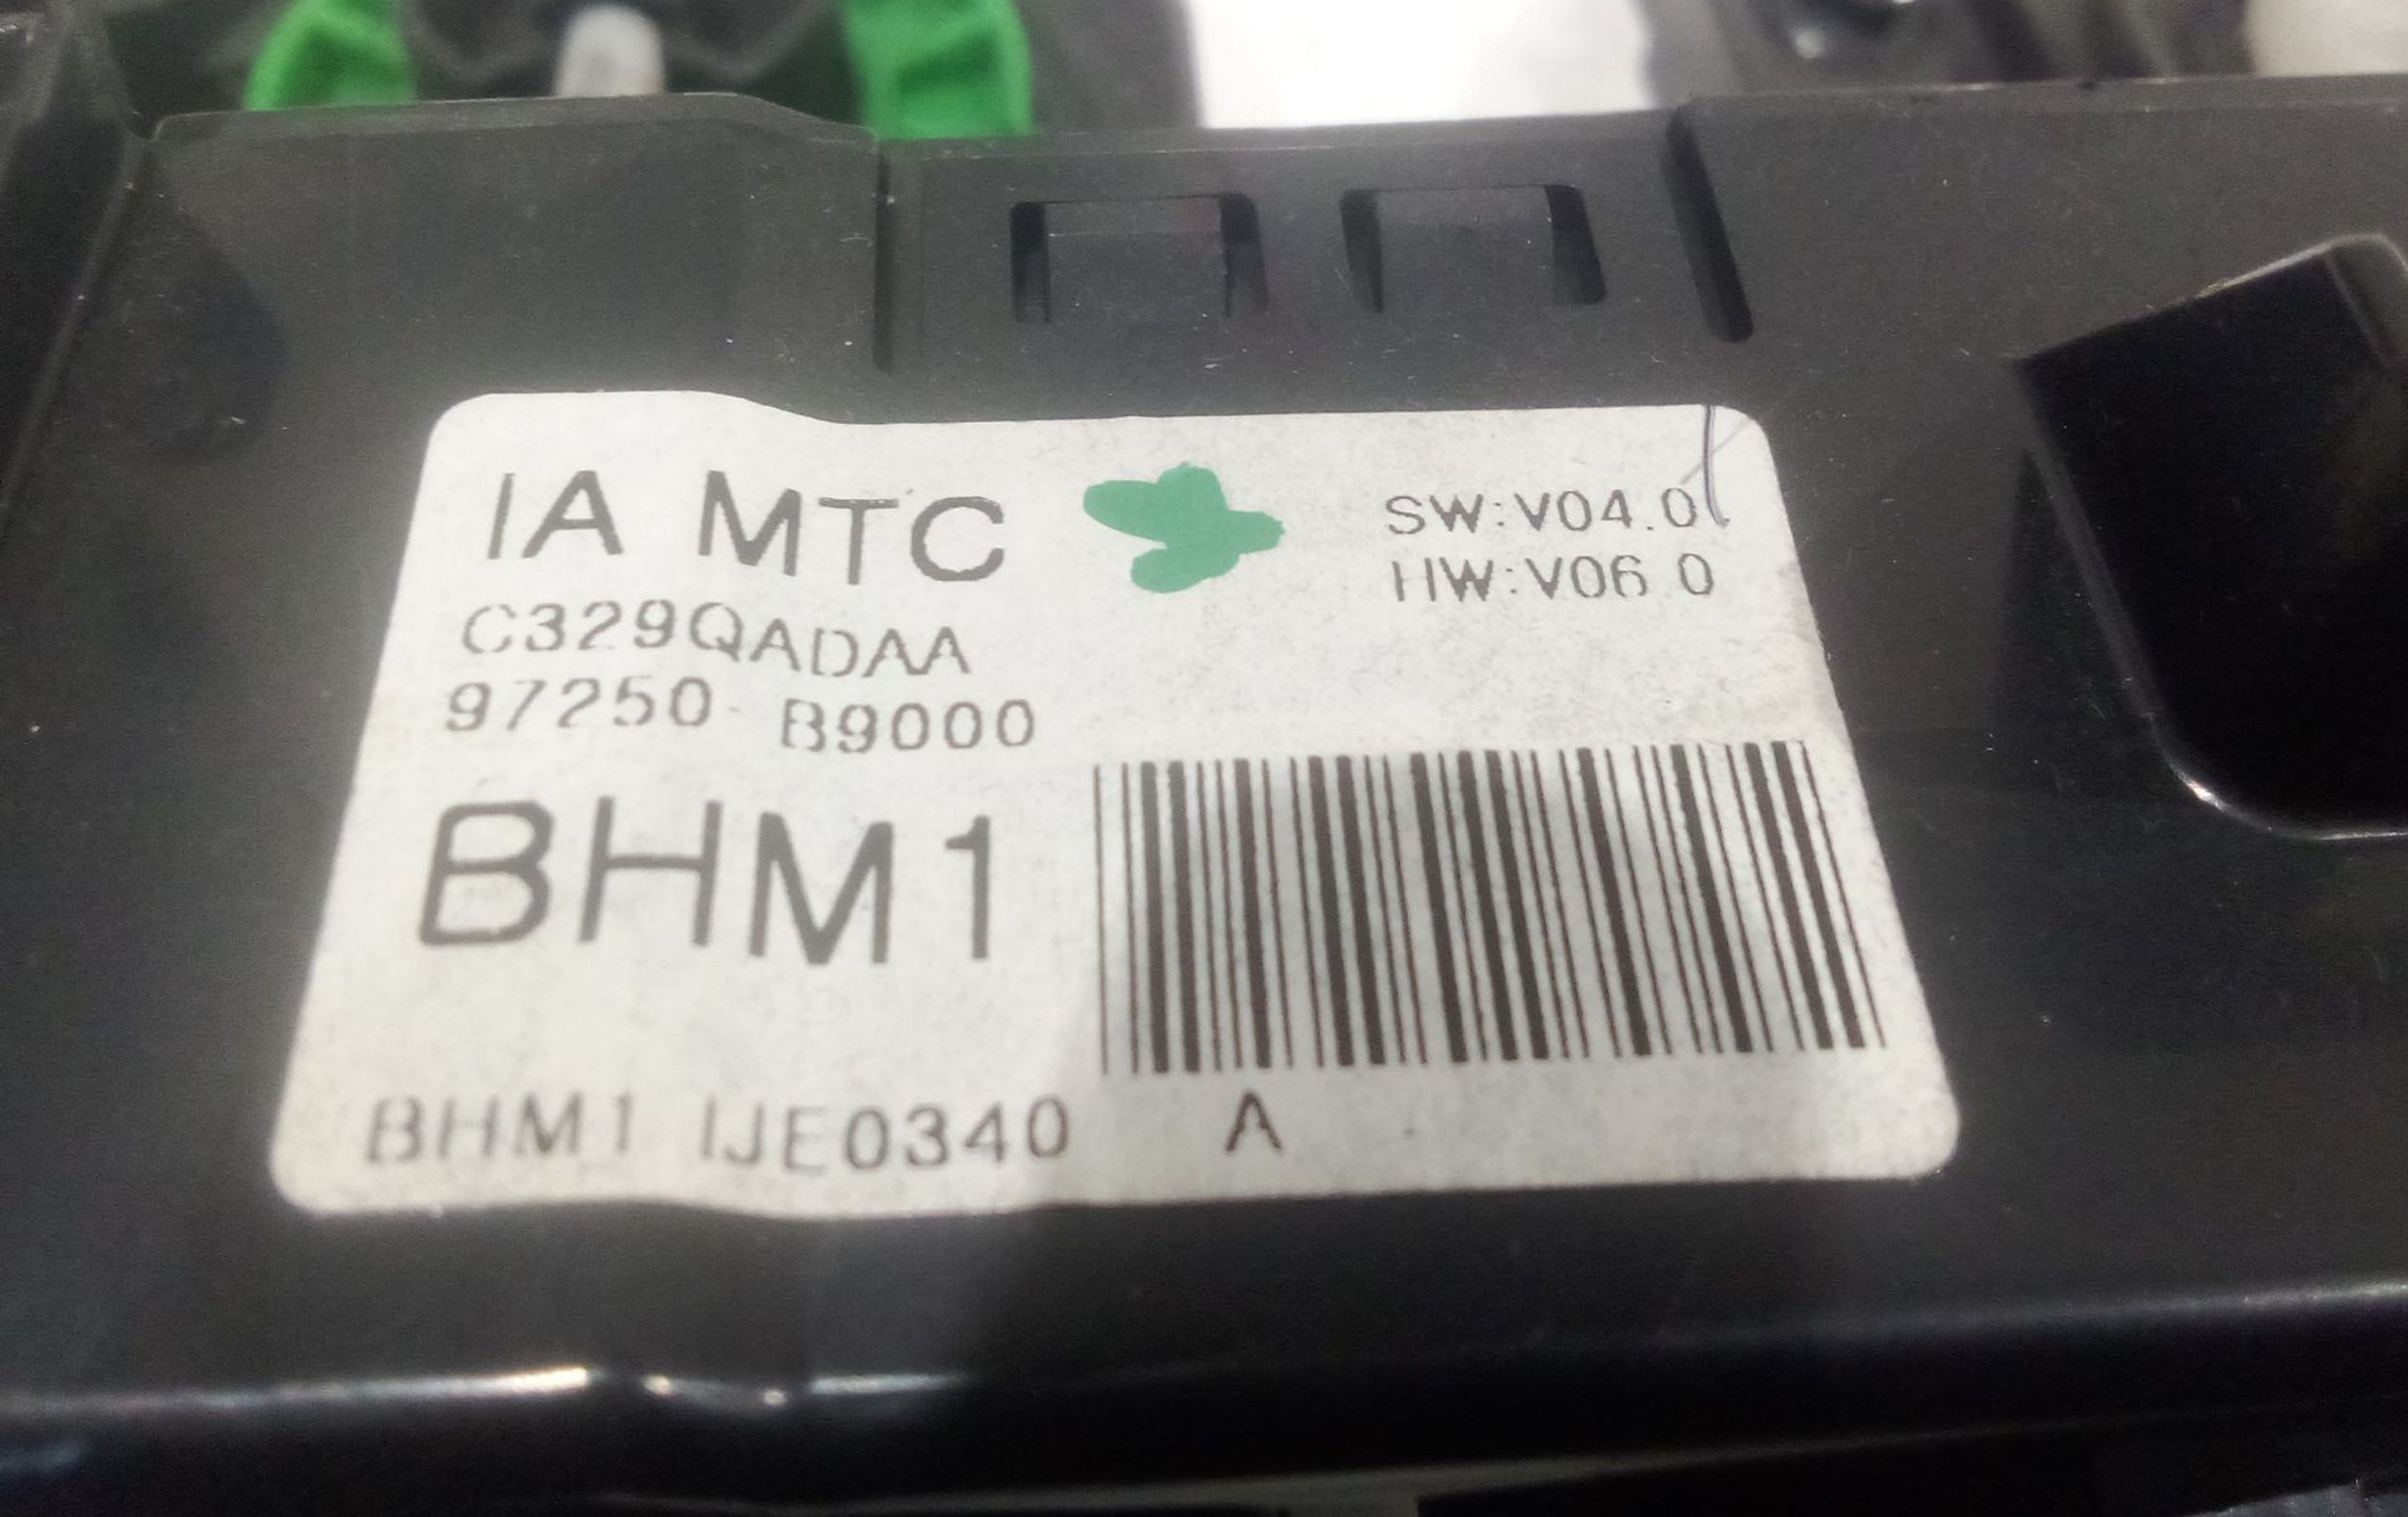 IA MTC
SW:V04.0
HW:V06.0
C329QADAA
97250-B9000
BHM1
BHM1 IJE0340 A